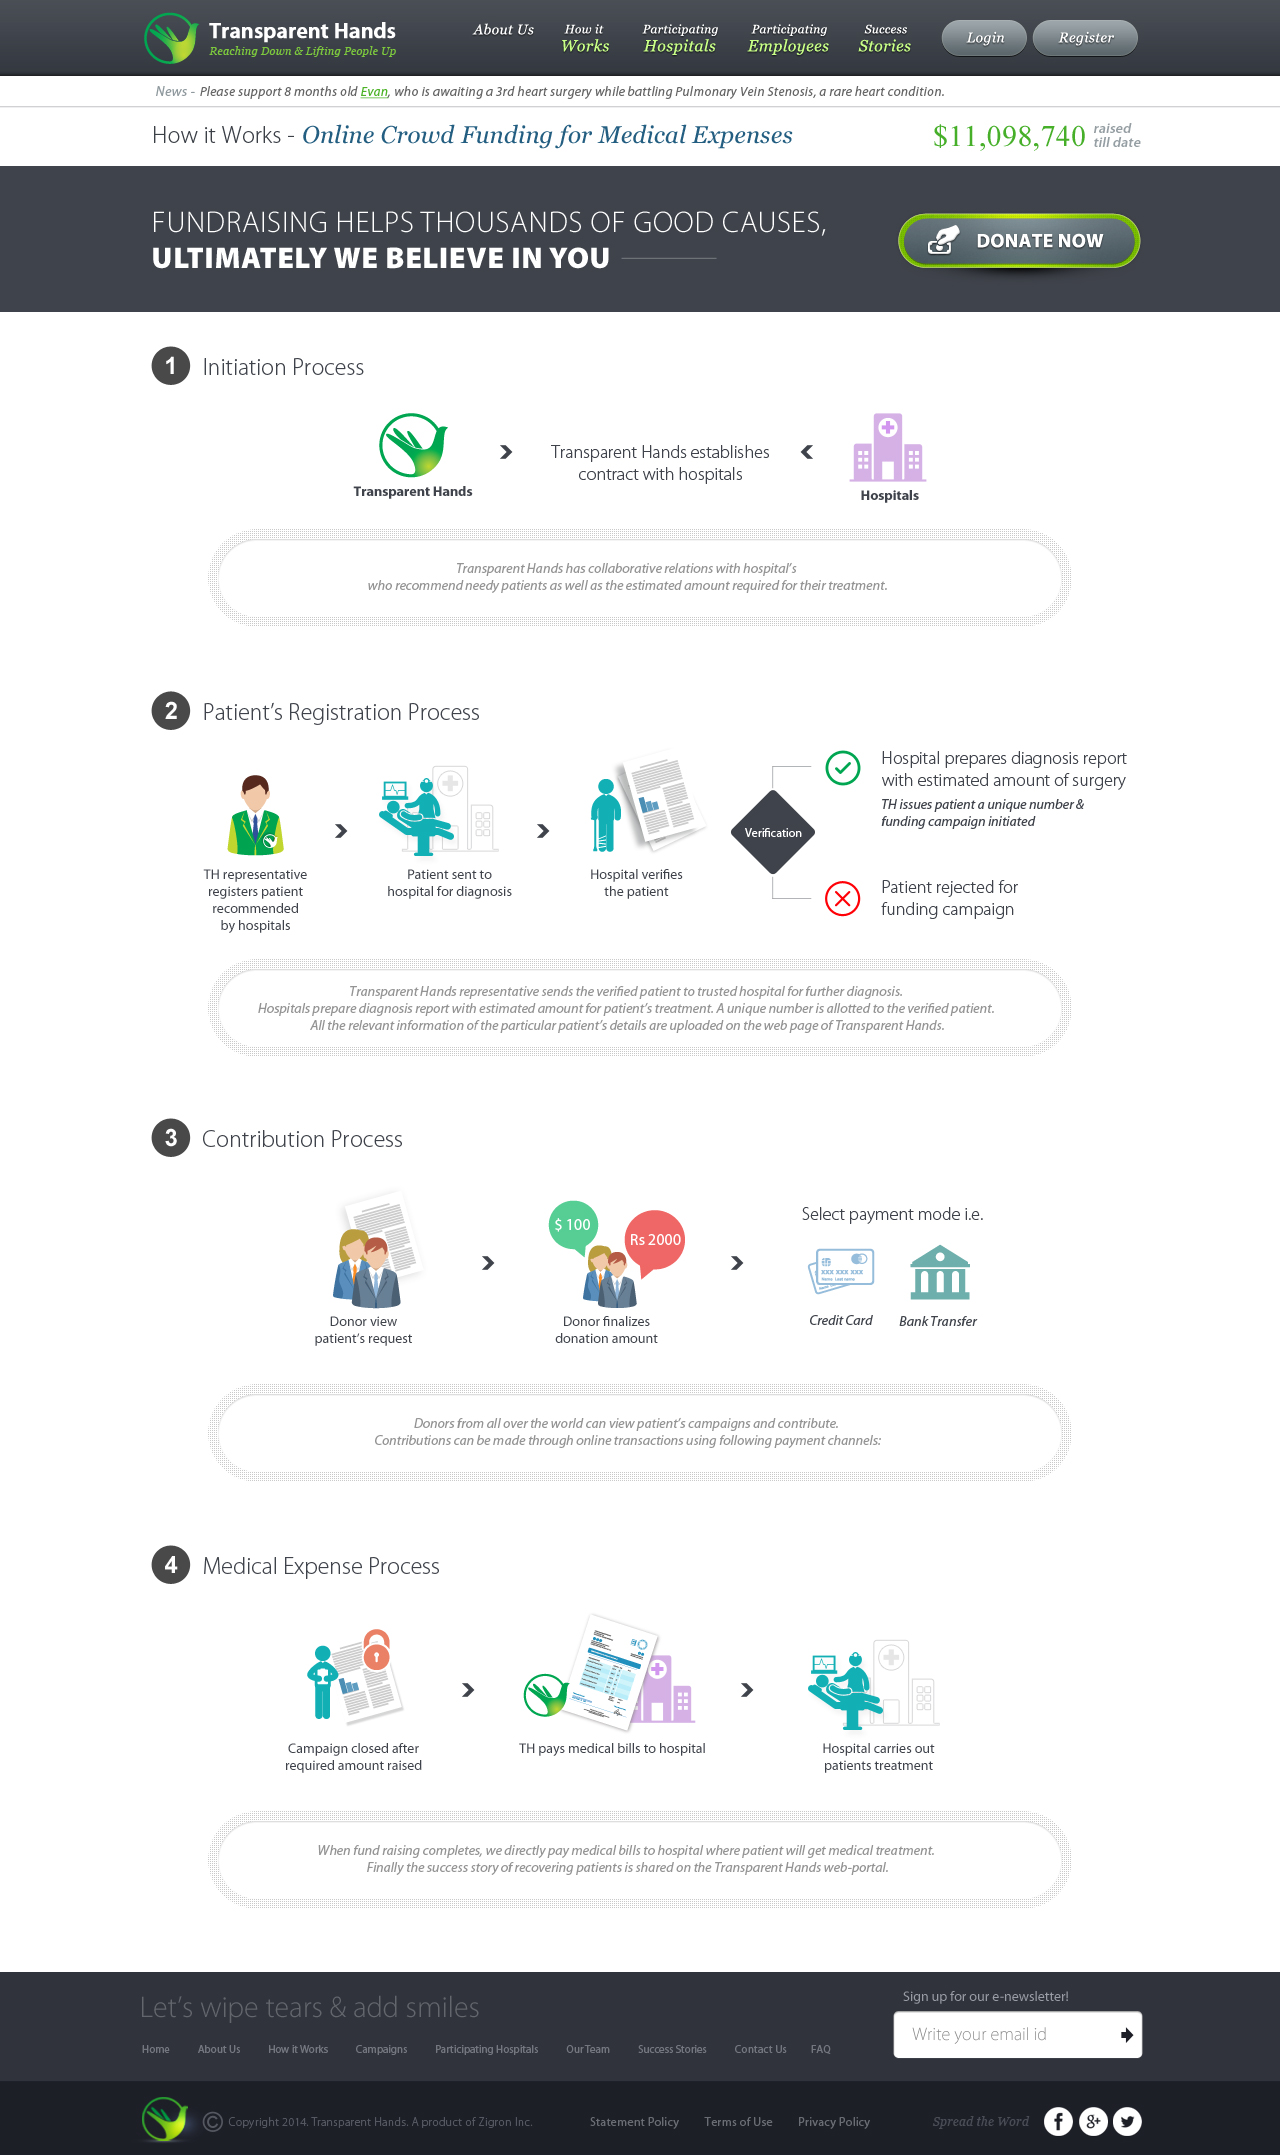 Transparent Hands
Reaching Down & Lifting People Up
About Us
How it Works
Participating Hospitals
Participating Employees
Success Stories
Login
Register
News - Please support 8 months old Evan, who is awaiting a 3rd heart surgery while battling Pulmonary Vein Stenosis, a rare heart condition.
How it Works - Online Crowd Funding for Medical Expenses
$11,098,740 raised till date
FUNDRAISING HELPS THOUSANDS OF GOOD CAUSES,
ULTIMATELY WE BELIEVE IN YOU
DONATE NOW
1 Initiation Process
Transparent Hands
Transparent Hands establishes
contract with hospitals
Hospitals
Transparent Hands has collaborative relations with hospital's
who recommend needy patients as well as the estimated amount required for their treatment.
2 Patient's Registration Process
TH representative
registers patient
recommended
by hospitals
Patient sent to
hospital for diagnosis
Hospital verifies
the patient
Verification
Hospital prepares diagnosis report
with estimated amount of surgery
TH issues patient a unique number &
funding campaign initiated
Patient rejected for
funding campaign
Transparent Hands representative sends the verified patient to trusted hospital for further diagnosis.
Hospitals prepare diagnosis report with estimated amount for patient's treatment. A unique number is allotted to the verified patient.
All the relevant information of the particular patient's details are uploaded on the web page of Transparent Hands.
3 Contribution Process
Donor view
patient's request
$ 100
Rs 2000
Donor finalizes
donation amount
Select payment mode i.e.
XXX XXX XXX
Name Last name
Credit Card
Bank Transfer
Donors from all over the world can view patient's campaigns and contribute.
Contributions can be made through online transactions using following payment channels:
4 Medical Expense Process
Campaign closed after
required amount raised
TH pays medical bills to hospital
Hospital carries out
patients treatment
When fund raising completes, we directly pay medical bills to hospital where patient will get medical treatment.
Finally the success story of recovering patients is shared on the Transparent Hands web-portal.
Let's wipe tears & add smiles
Sign up for our e-newsletter!
Write your email id
Home
About Us
How it Works
Campaigns
Participating Hospitals
Our Team
Success Stories
Contact Us
FAQ
© Copyright 2014. Transparent Hands. A product of Zigron Inc.
Statement Policy
Terms of Use
Privacy Policy
Spread the Word